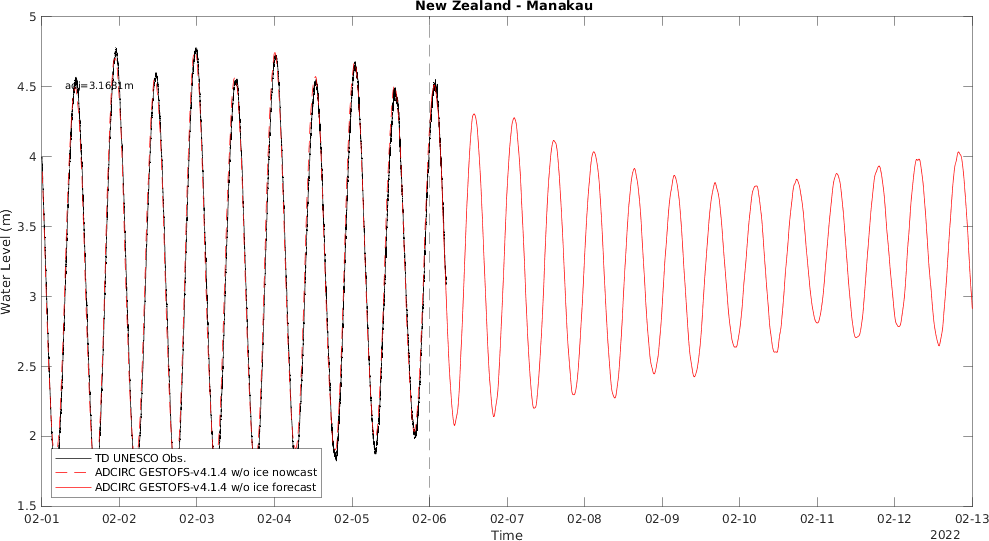 New Zealand - Manakau
5
4.5
4
3.5
3
2.5
2
1.5
Water Level (m)
adj=3.1631m
TD UNESCO Obs.
ADCIRC GESTOFS-v4.1.4 w/o ice nowcast
ADCIRC GESTOFS-v4.1.4 w/o ice forecast
02-01 02-02 02-03 02-04 02-05 02-06 02-07 02-08 02-09 02-10 02-11 02-12 02-13
Time
2022